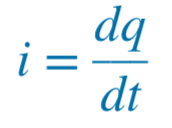 i = dq/dt